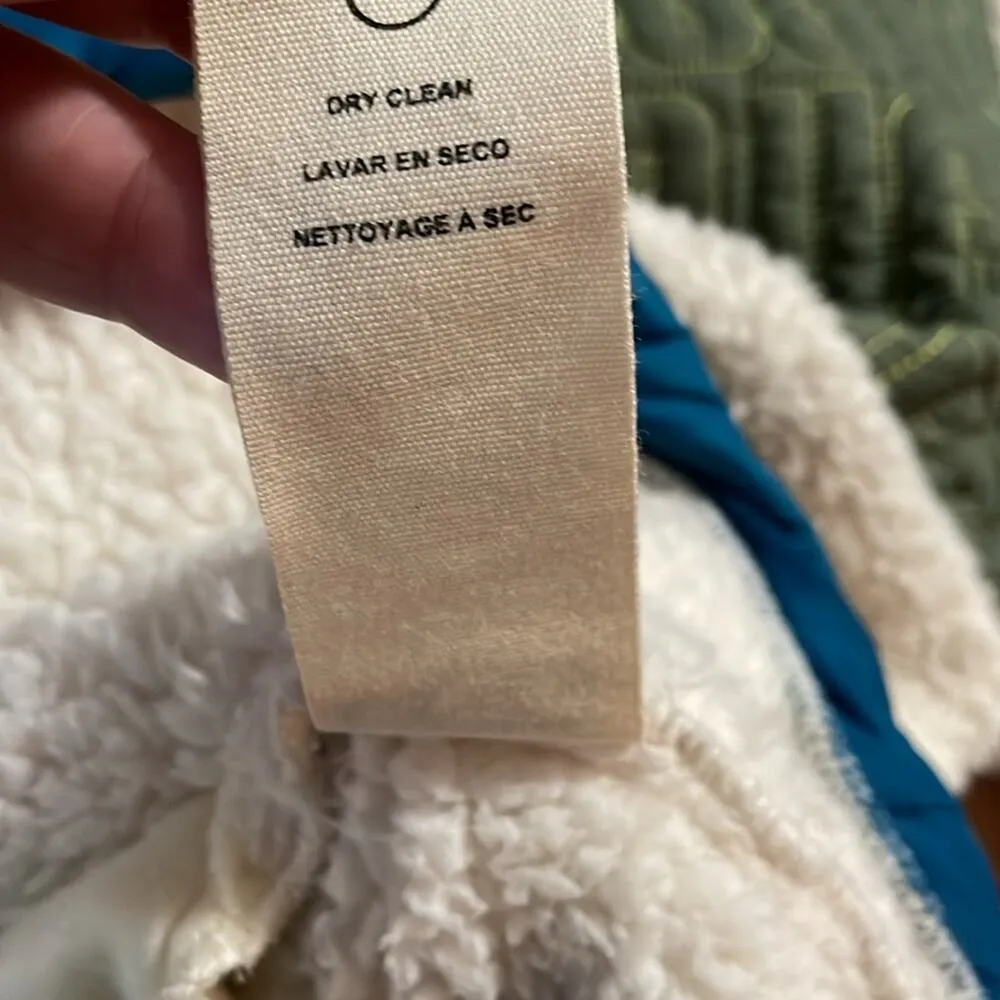 DRY CLEAN
LAVAR EN SECO
NETTOYAGE À SEC